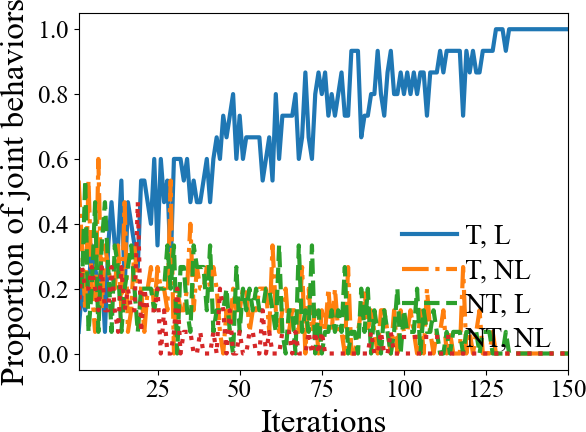 Proportion of joint behaviors
1.0
0.8
0.6
0.4
0.2
0.0
T, L
T, NL
NT, L
NT, NL
25 50 75 100 125 150
Iterations